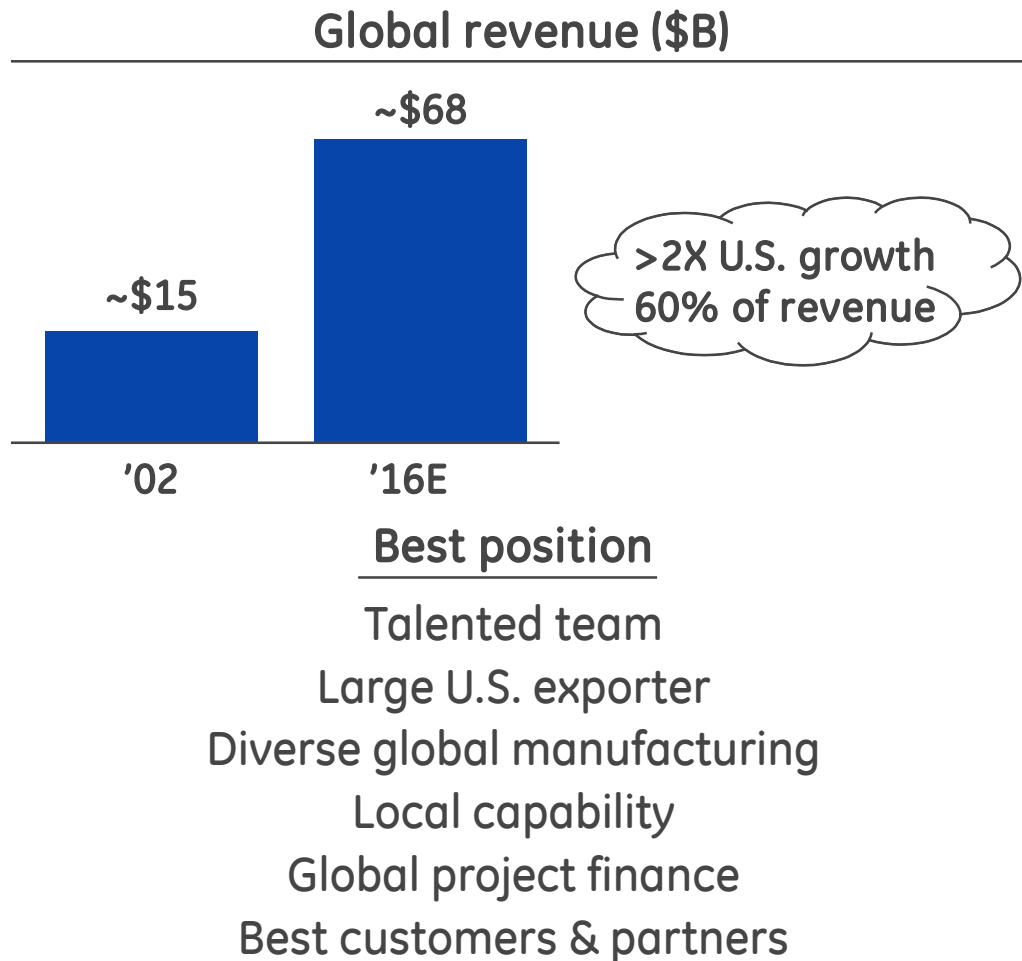 Global revenue ($B)
~$68
~$15
>2X U.S. growth
60% of revenue
’02
’16E
Best position
Talented team
Large U.S. exporter
Diverse global manufacturing
Local capability
Global project finance
Best customers & partners